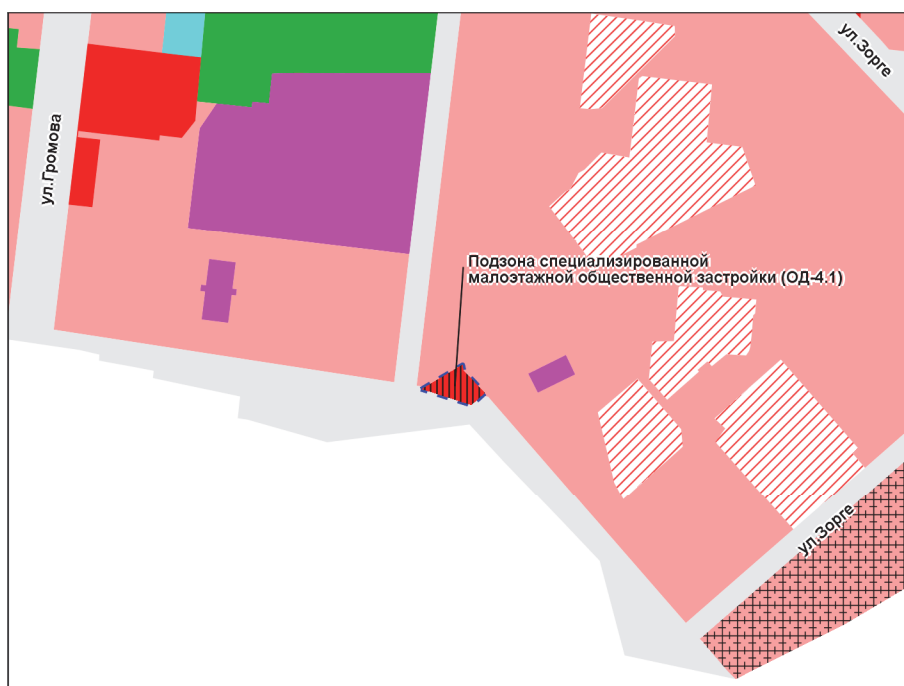 ул.Зорге
ул.Громова
Подзона специализированной
малоэтажной общественной застройки (ОД-4.1)
ул.Зорге